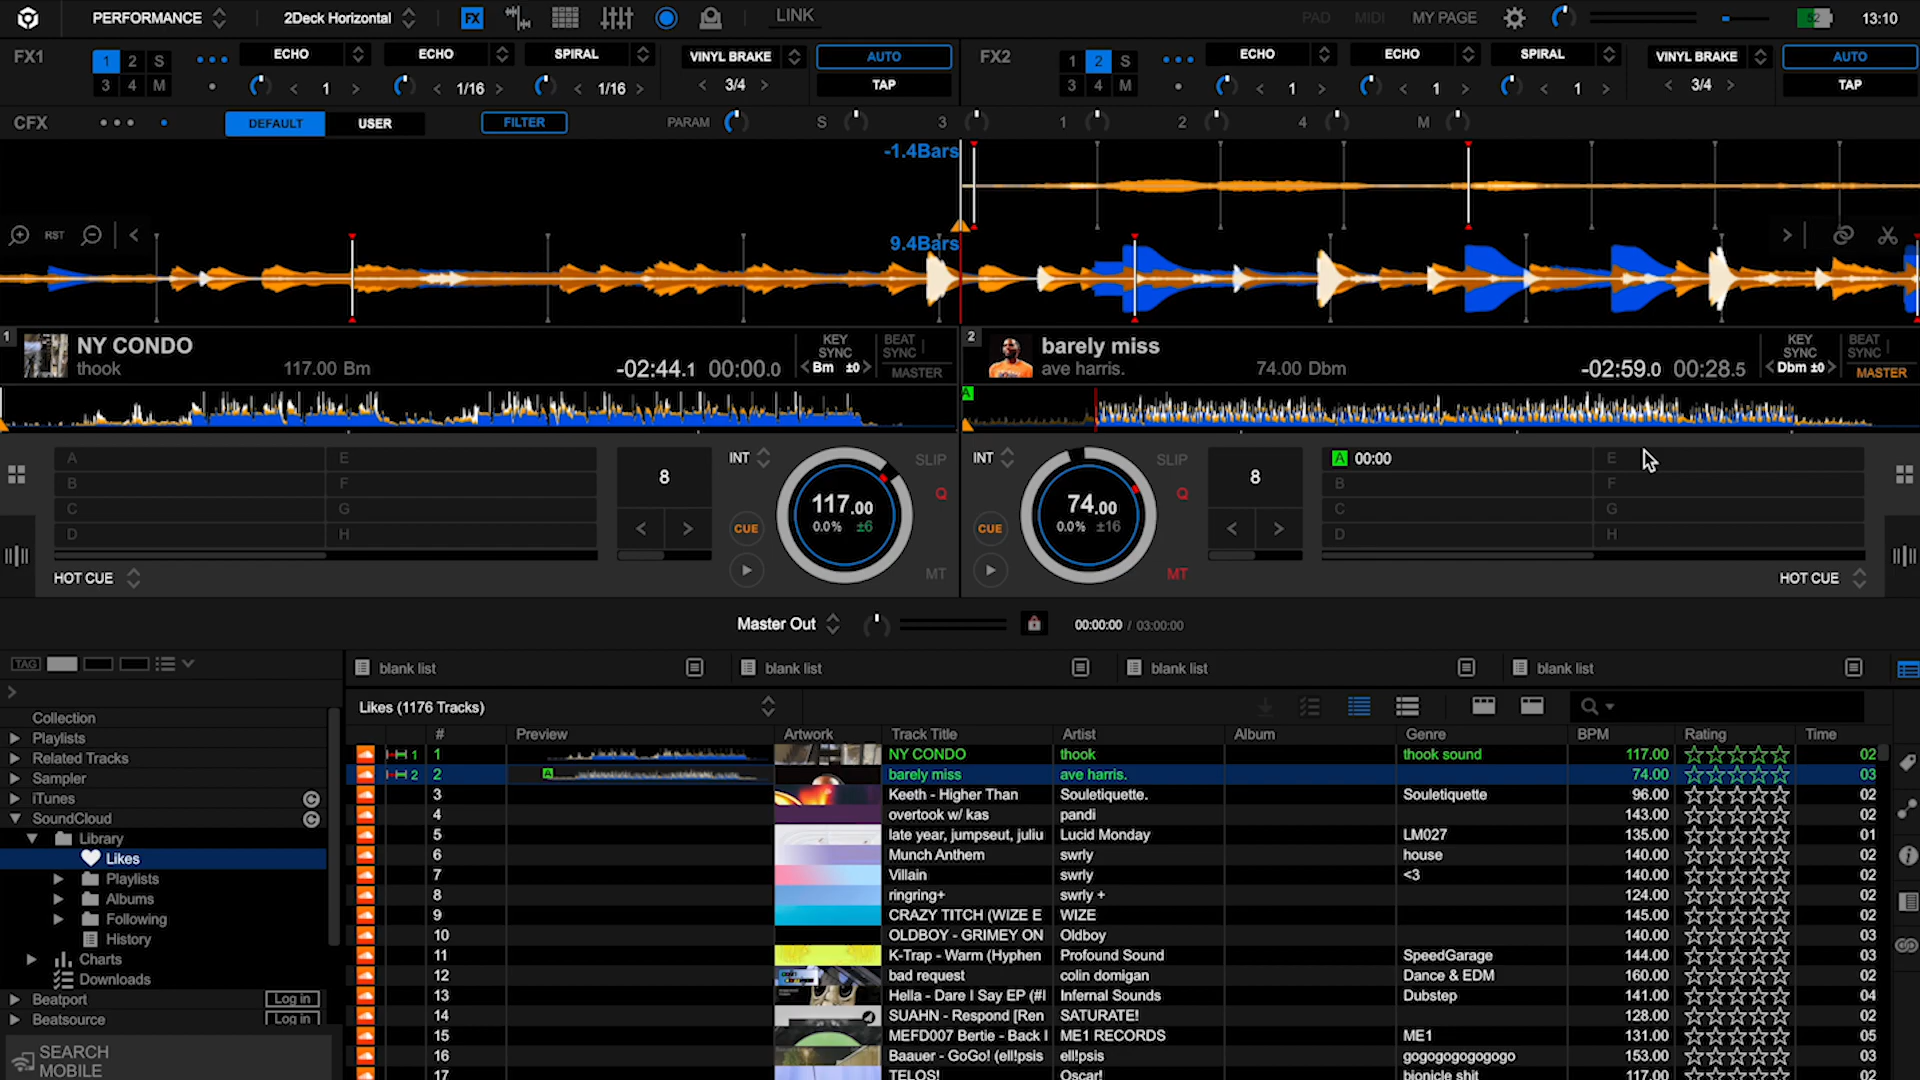 PERFORMANCE 2Deck Horizontal FX LINK PAD MIDI MY PAGE 52 13:10
FX1 1 2 S ECHO ECHO SPIRAL VINYL BRAKE AUTO FX2 1 2 S ECHO ECHO SPIRAL VINYL BRAKE AUTO
3 4 M < 1 > < 1/16 > < 1/16 > < 3/4 > TAP 3 4 M < 1 > < 1 > < 1 > < 3/4 > TAP
CFX DEFAULT USER FILTER PARAM S 3 1 2 4 M
-1.4Bars
RST
9.4Bars
1 NY CONDO KEY SYNC BEAT SYNC 2 barely miss KEY SYNC BEAT SYNC
thook 117.00 Bm -02:44.1 00:00.0 < Bm ±0 > MASTER ave harris. 74.00 Dbm -02:59.0 00:28.5 < Dbm ±0 > MASTER
A
A E INT SLIP INT SLIP A 00:00 E
B F 8 Q 8 Q B F
C G 117.00 74.00 C G
D H < > CUE 0.0% ±6 CUE 0.0% ±16 < > D H
HOT CUE MT MT HOT CUE
Master Out 00:00:00 / 03:00:00
TAG blank list blank list blank list blank list
Likes (1176 Tracks)
Collection
Playlists
Related Tracks
Sampler
iTunes
SoundCloud
Library
Likes
Playlists
Albums
Following
History
Charts
Downloads
Beatport Log in
Beatsource Log in
SEARCH
MOBILE
# Preview Artwork Track Title Artist Album Genre BPM Rating Time
1 1 NY CONDO thook thook sound 117.00 02
2 2 A barely miss ave harris. 74.00 03
3 Keeth - Higher Than Souletiquette. Souletiquette 96.00 02
4 overtook w/ kas pandi 143.00 02
5 late year, jumpseut, juliu Lucid Monday LM027 135.00 01
6 Munch Anthem swrly house 140.00 02
7 Villain swrly <3 140.00 02
8 ringring+ swrly + 124.00 02
9 CRAZY TITCH (WIZE E WIZE 145.00 02
10 OLDBOY - GRIMEY ON Oldboy 140.00 03
11 K-Trap - Warm (Hyphen Profound Sound SpeedGarage 144.00 03
12 bad request colin domigan Dance & EDM 160.00 02
13 Hella - Dare I Say EP (#I Infernal Sounds Dubstep 141.00 04
14 SUAHN - Respond [Ren SATURATE! 128.00 02
15 MEFD007 Bertie - Back I ME1 RECORDS ME1 131.00 05
16 Baauer - GoGo! (ell!psis ell!psis gogogogogogogo 153.00 03
17 TELOS! Oscar! bionicle shit 117.00 02